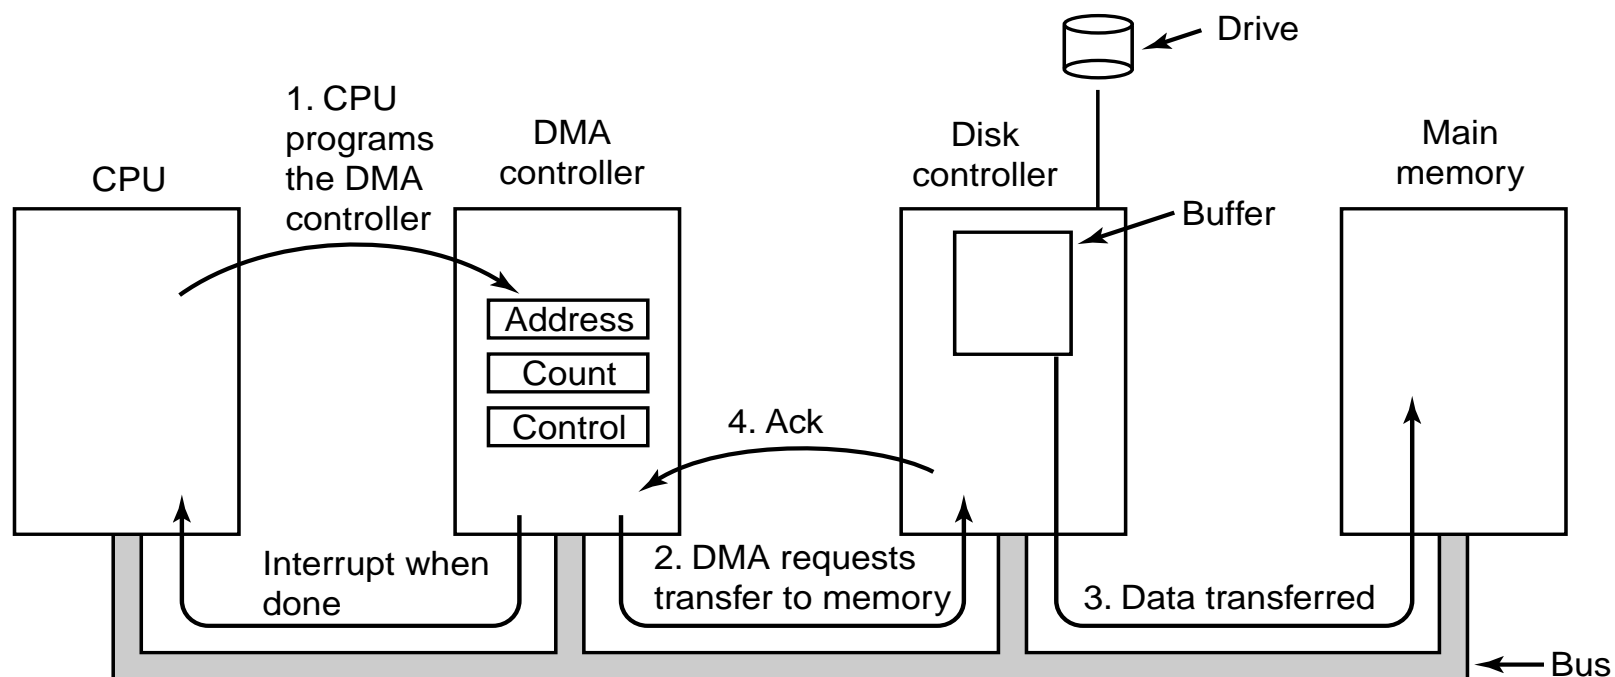 Drive
1. CPU
programs
the DMA
controller
CPU
DMA
controller
Disk
controller
Main
memory
Buffer
Address
Count
Control
4. Ack
Interrupt when
done
2. DMA requests
transfer to memory
3. Data transferred
Bus